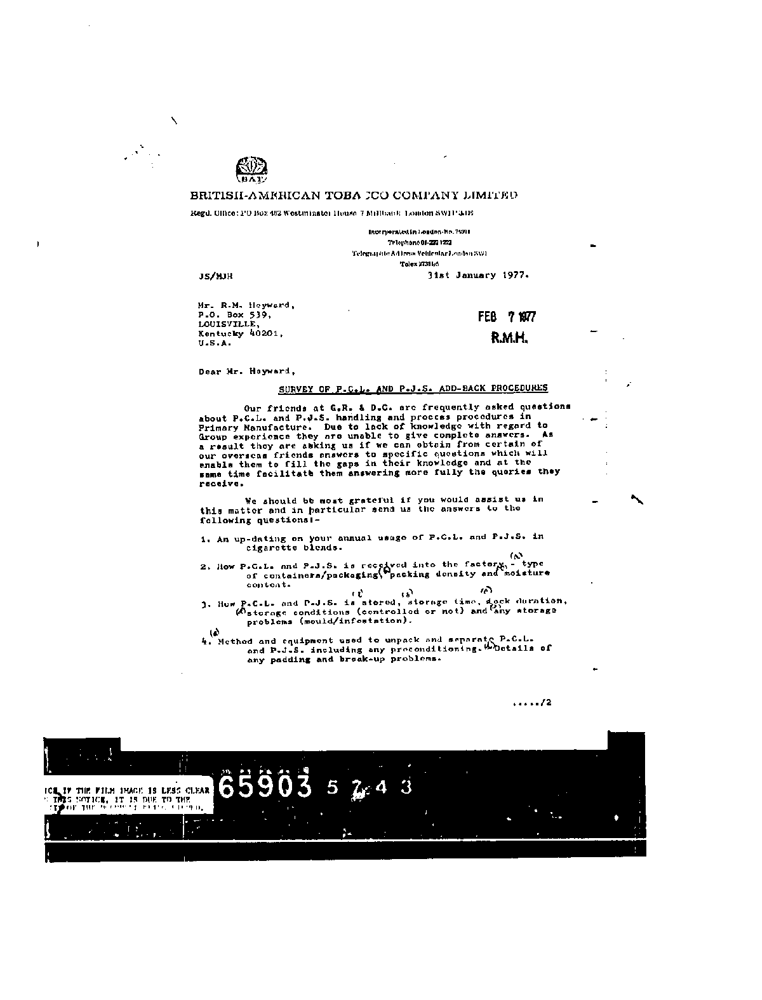 BAT
BRITISH-AMERICAN TOBACCO COMPANY LIMITED
Regd. Office: PO Box 482 Westminster House 7 Millbank London SW1P 3JE
Incorporated in London-No. 74974
Telephone 01-222 1222
Telegraphic Address Vehicular London SW1
Telex
JS/MJH
31st January 1977.
Mr. R.M. Heyward,
P.O. Box 539,
LOUISVILLE,
Kentucky 40201,
U.S.A.
FEB 7 1977
R.M.H.
Dear Mr. Hayward,
SURVEY OF P.C.L. AND P.J.S. ADD-BACK PROCEDURES
Our friends at G.R. & D.C. are frequently asked questions
about P.C.L. and P.J.S. handling and process procedures in
Primary Manufacture. Due to lack of knowledge with regard to
Group experience they are unable to give complete answers. As
a result they are asking us if we can obtain from certain of
our overseas friends answers to specific questions which will
enable them to fill the gaps in their knowledge and at the
same time facilitate them answering more fully the queries they
receive.
We should be most grateful if you would assist us in
this matter and in particular send us the answers to the
following questions:-
1. An up-dating on your annual usage of P.C.L. and P.J.S. in
cigarette blends.
(a)
2. How P.C.L. and P.J.S. is received into the factory, - type
of containers/packaging, packing density and moisture
content.
3. How P.C.L. and P.J.S. is stored, storage time, stock duration,
storage conditions (controlled or not) and any storage
problems (mould/infestation).
(a)
4. Method and equipment used to unpack and separate P.C.L.
and P.J.S. including any preconditioning. Details of
any padding and break-up problems.
...../2
65903 5 7 4 3
ICE IF THE FILM IMAGE IS LESS CLEAR
THIS NOTICE, IT IS DUE TO THE
OF THE